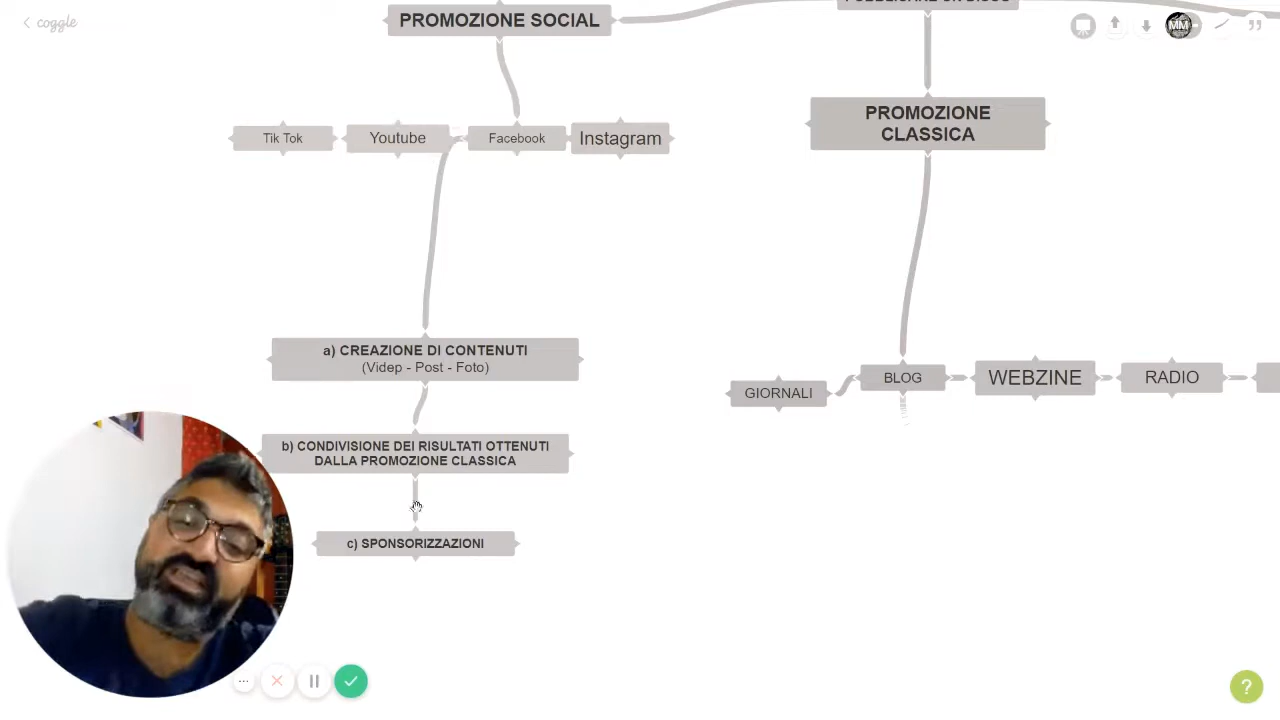 coggle
PROMOZIONE SOCIAL
MM
Tik Tok
Youtube
Facebook
Instagram
PROMOZIONE
CLASSICA
a) CREAZIONE DI CONTENUTI
(Videp - Post - Foto)
GIORNALI
BLOG
WEBZINE
RADIO
b) CONDIVISIONE DEI RISULTATI OTTENUTI
DALLA PROMOZIONE CLASSICA
c) SPONSORIZZAZIONI
?